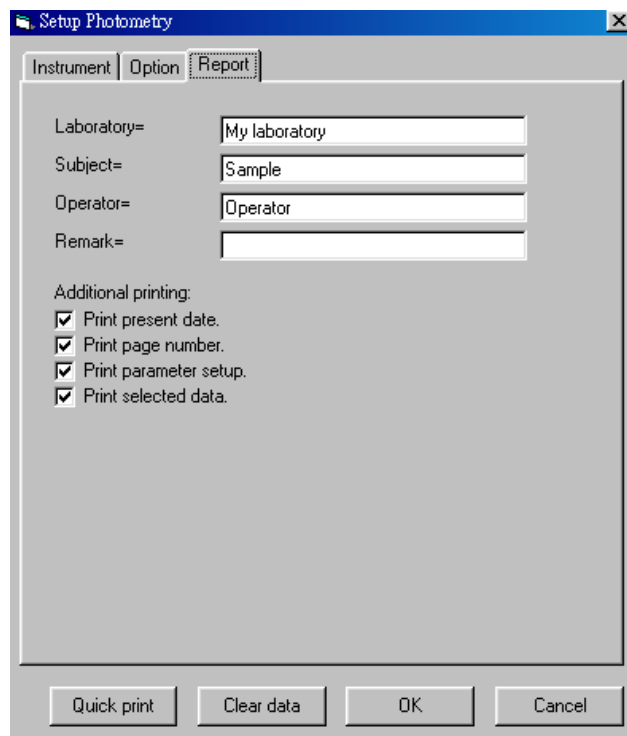 Setup Photometry
Instrument Option Report
Laboratory= My laboratory
Subject= Sample
Operator= Operator
Remark=
Additional printing:
Print present date.
Print page number.
Print parameter setup.
Print selected data.
Quick print Clear data OK Cancel